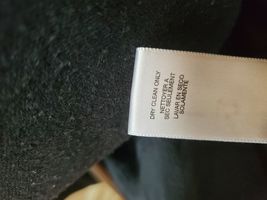 DRY CLEAN ONLY
NETTOYER A
SEC SEULEMENT
LAVAR EN SECO
SOLAMENTE